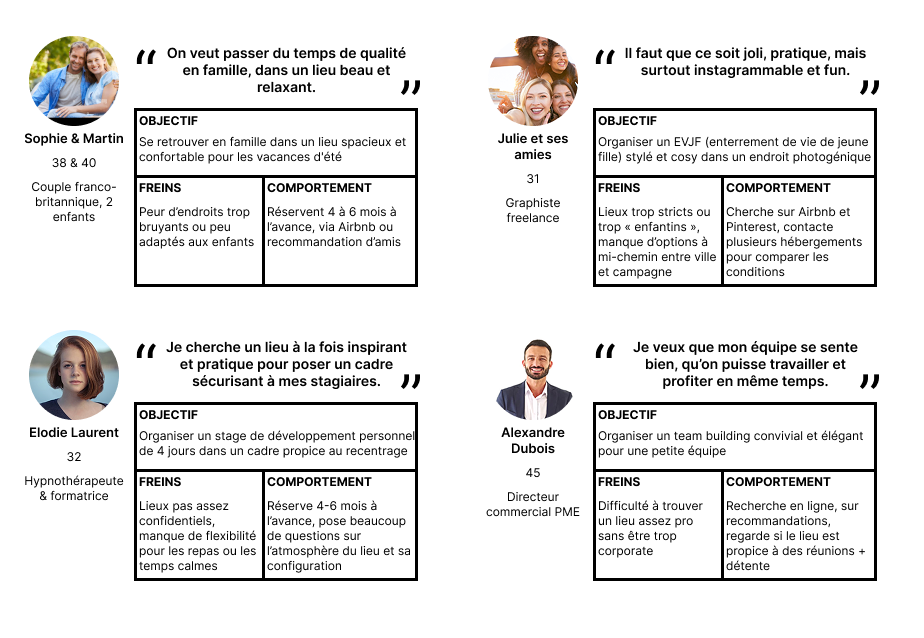 “ On veut passer du temps de qualité
en famille, dans un lieu beau et
relaxant. ”
Sophie & Martin
38 & 40
Couple franco-
britannique, 2
enfants
OBJECTIF
Se retrouver en famille dans un lieu spacieux et
confortable pour les vacances d'été
FREINS
Peur d’endroits trop
bruyants ou peu
adaptés aux enfants
COMPORTEMENT
Réservent 4 à 6 mois à
l’avance, via Airbnb ou
recommandation d’amis
“ Il faut que ce soit joli, pratique, mais
surtout instagrammable et fun. ”
Julie et ses
amies
31
Graphiste
freelance
OBJECTIF
Organiser un EVJF (enterrement de vie de jeune
fille) stylé et cosy dans un endroit photogénique
FREINS
Lieux trop stricts ou
trop « enfantins »,
manque d’options à
mi-chemin entre ville
et campagne
COMPORTEMENT
Cherche sur Airbnb et
Pinterest, contacte
plusieurs hébergements
pour comparer les
conditions
“ Je cherche un lieu à la fois inspirant
et pratique pour poser un cadre
sécurisant à mes stagiaires. ”
Elodie Laurent
32
Hypnothérapeute
& formatrice
OBJECTIF
Organiser un stage de développement personnel
de 4 jours dans un cadre propice au recentrage
FREINS
Lieux pas assez
confidentiels,
manque de flexibilité
pour les repas ou les
temps calmes
COMPORTEMENT
Réserve 4-6 mois à
l’avance, pose beaucoup
de questions sur
l’atmosphère du lieu et sa
configuration
“ Je veux que mon équipe se sente
bien, qu’on puisse travailler et
profiter en même temps. ”
Alexandre
Dubois
45
Directeur
commercial PME
OBJECTIF
Organiser un team building convivial et élégant
pour une petite équipe
FREINS
Difficulté à trouver
un lieu assez pro
sans être trop
corporate
COMPORTEMENT
Recherche en ligne, sur
recommandations,
regarde si le lieu est
propice à des réunions +
détente